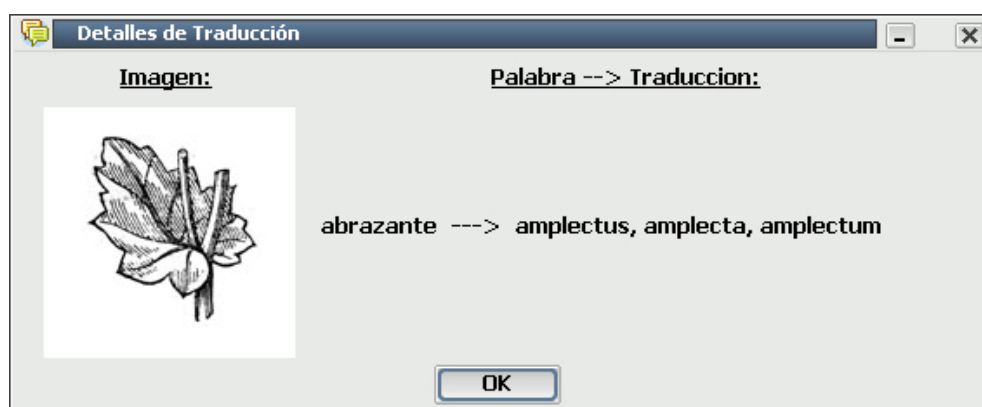 Detalles de Traducción
Imagen:
Palabra --> Traduccion:
abrazante ---> amplectus, amplecta, amplectum
OK